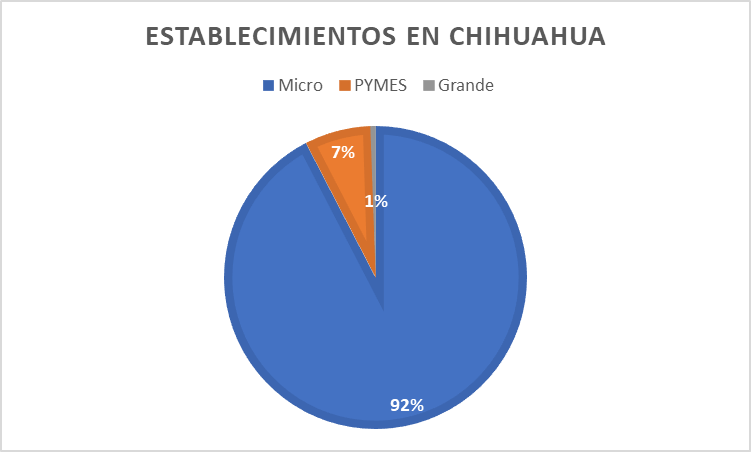 ESTABLECIMIENTOS EN CHIHUAHUA
Micro PYMES Grande
7%
1%
92%